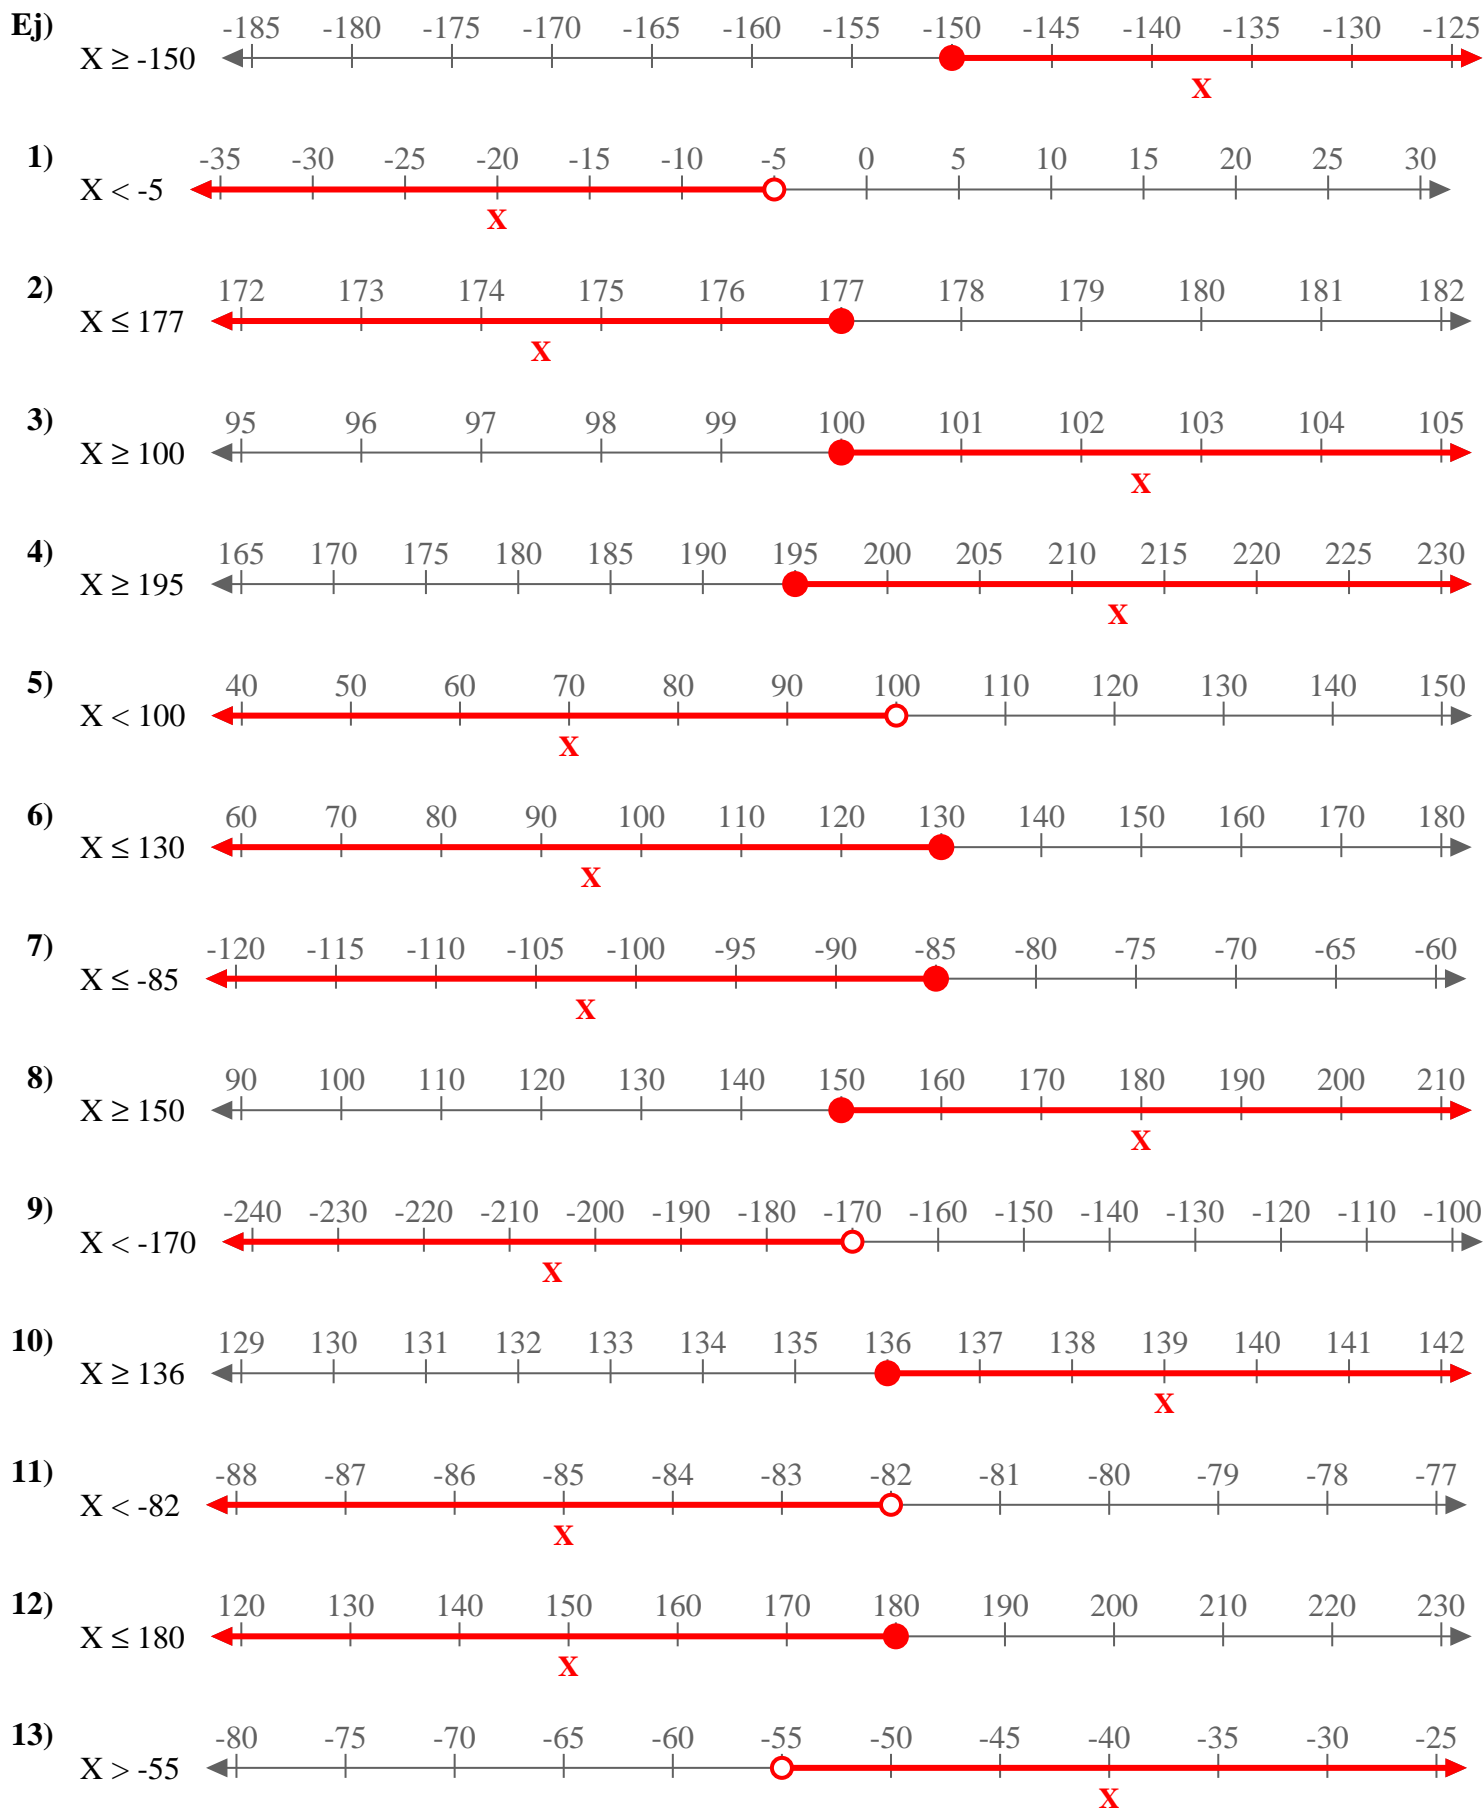 Ej) -185 -180 -175 -170 -165 -160 -155 -150 -145 -140 -135 -130 -125
X ≥ -150
X
1) -35 -30 -25 -20 -15 -10 -5 0 5 10 15 20 25 30
X < -5
X
2) 172 173 174 175 176 177 178 179 180 181 182
X ≤ 177
X
3) 95 96 97 98 99 100 101 102 103 104 105
X ≥ 100
X
4) 165 170 175 180 185 190 195 200 205 210 215 220 225 230
X ≥ 195
X
5) 40 50 60 70 80 90 100 110 120 130 140 150
X < 100
X
6) 60 70 80 90 100 110 120 130 140 150 160 170 180
X ≤ 130
X
7) -120 -115 -110 -105 -100 -95 -90 -85 -80 -75 -70 -65 -60
X ≤ -85
X
8) 90 100 110 120 130 140 150 160 170 180 190 200 210
X ≥ 150
X
9) -240 -230 -220 -210 -200 -190 -180 -170 -160 -150 -140 -130 -120 -110 -100
X < -170
X
10) 129 130 131 132 133 134 135 136 137 138 139 140 141 142
X ≥ 136
X
11) -88 -87 -86 -85 -84 -83 -82 -81 -80 -79 -78 -77
X < -82
X
12) 120 130 140 150 160 170 180 190 200 210 220 230
X ≤ 180
X
13) -80 -75 -70 -65 -60 -55 -50 -45 -40 -35 -30 -25
X > -55
X